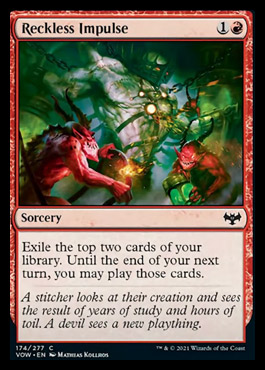 Reckless Impulse 1
Sorcery
Exile the top two cards of your
library. Until the end of your next
turn, you may play those cards.
A stitcher looks at their creation and sees
the result of years of study and hours of
toil. A devil sees a new plaything.
174/277 C
VOW • EN Mathias Kollros
™ & © 2021 Wizards of the Coast